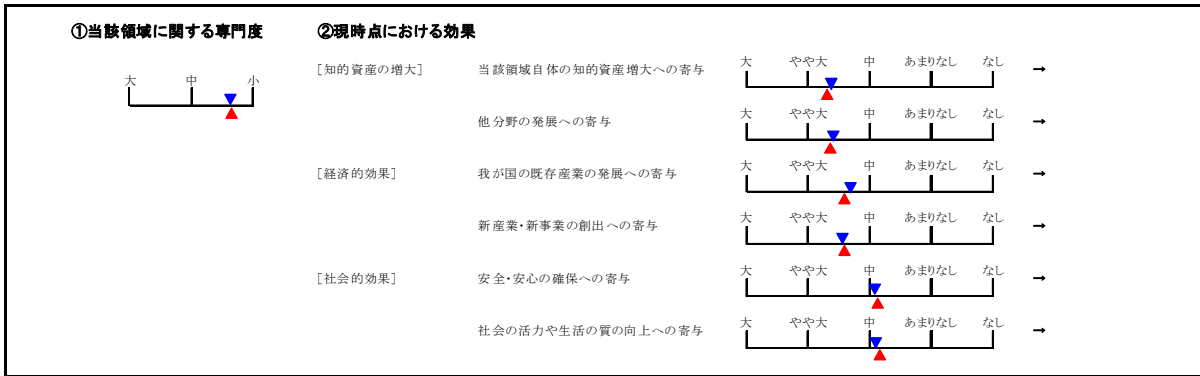 ①当該領域に関する専門度
大 中 小
②現時点における効果
[知的資産の増大] 当該領域自体の知的資産増大への寄与 大 やや大 中 あまりなし なし →
他分野の発展への寄与 大 やや大 中 あまりなし なし →
[経済的効果] 我が国の既存産業の発展への寄与 大 やや大 中 あまりなし なし →
新産業・新事業の創出への寄与 大 やや大 中 あまりなし なし →
[社会的効果] 安全・安心の確保への寄与 大 やや大 中 あまりなし なし →
社会の活力や生活の質の向上への寄与 大 やや大 中 あまりなし なし →